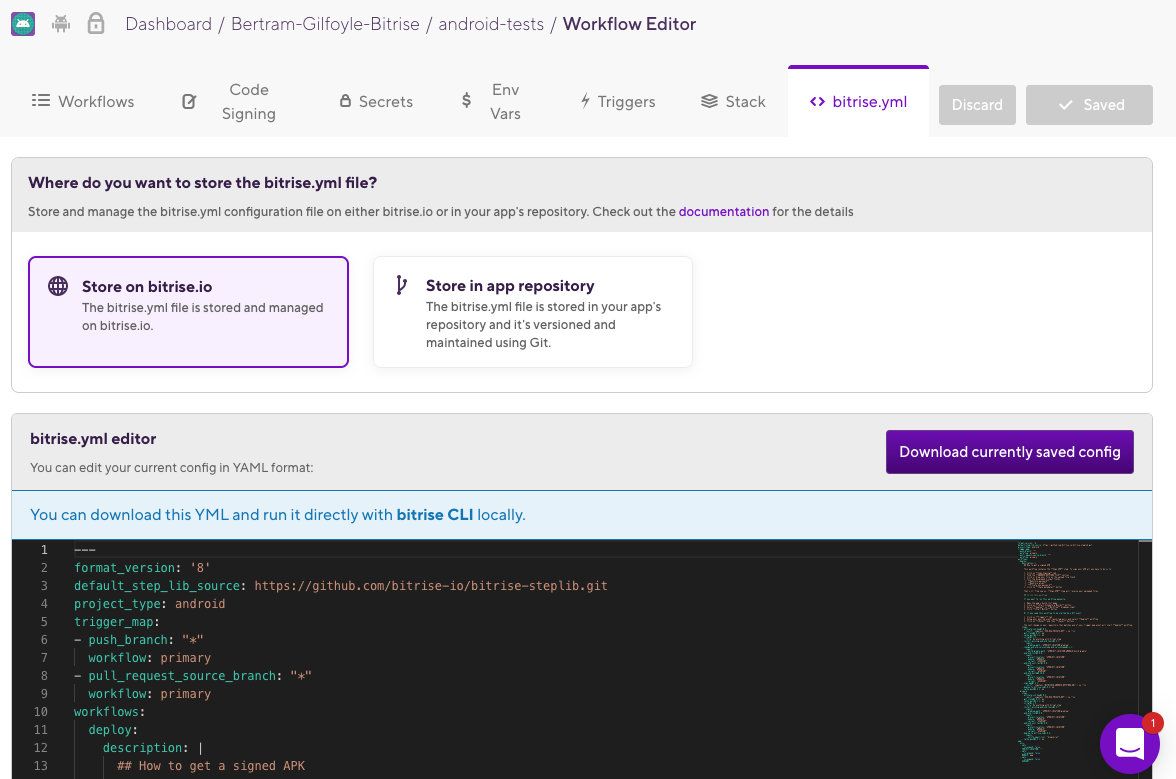 Dashboard / Bertram-Gilfoyle-Bitrise / android-tests / Workflow Editor
Workflows
Code
Signing
Secrets
Env
Vars
Triggers
Stack
bitrise.yml
Discard
Saved
Where do you want to store the bitrise.yml file?
Store and manage the bitrise.yml configuration file on either bitrise.io or in your app's repository. Check out the documentation for the details
Store on bitrise.io
The bitrise.yml file is stored and managed
on bitrise.io.
Store in app repository
The bitrise.yml file is stored in your app's
repository and it's versioned and
maintained using Git.
bitrise.yml editor
You can edit your current config in YAML format:
Download currently saved config
You can download this YML and run it directly with bitrise CLI locally.
1 ---
2 format_version: '8'
3 default_step_lib_source: https://github.com/bitrise-io/bitrise-steplib.git
4 project_type: android
5 trigger_map:
6 - push_branch: "*"
7 workflow: primary
8 - pull_request_source_branch: "*"
9 workflow: primary
10 workflows:
11 deploy:
12 description: |
13 ## How to get a signed APK
1